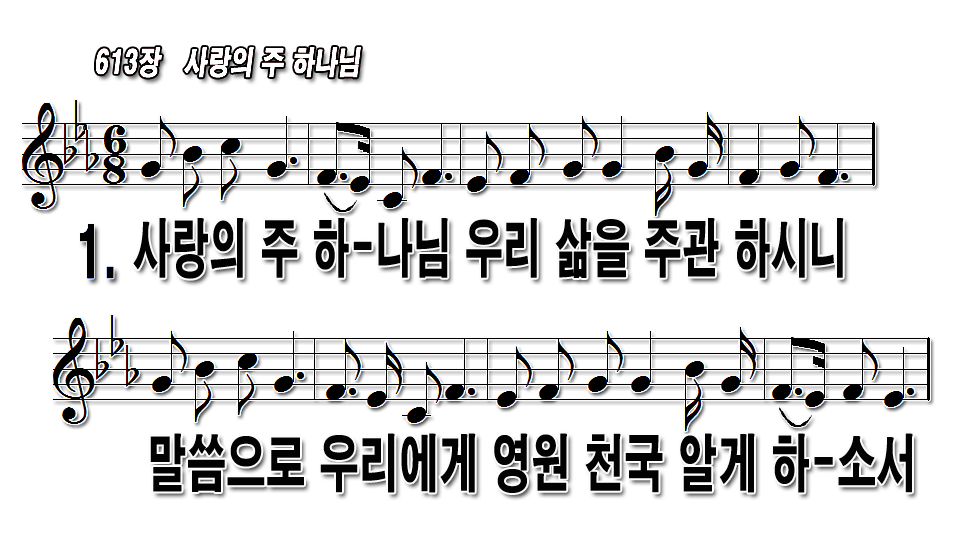 613장 사랑의 주 하나님
6
8
1. 사랑의 주 하-나님 우리 삶을 주관 하시니
말씀으로 우리에게 영원 천국 알게 하-소서